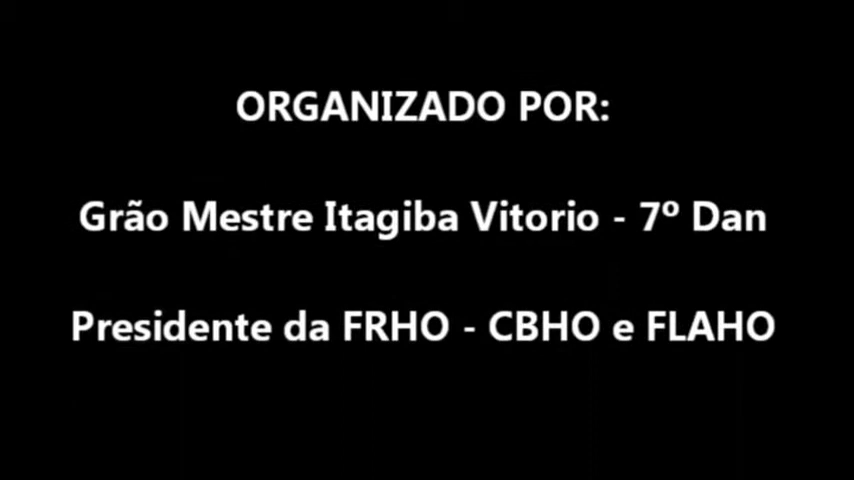 ORGANIZADO POR:
Grão Mestre Itagiba Vitorio - 7º Dan
Presidente da FRHO - CBHO e FLAHO